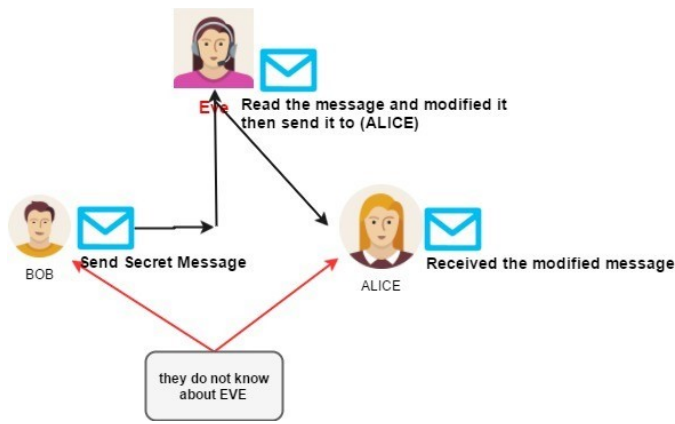 Eve
Read the message and modified it
then send it to (ALICE)
Send Secret Message
BOB
Received the modified message
ALICE
they do not know
about EVE